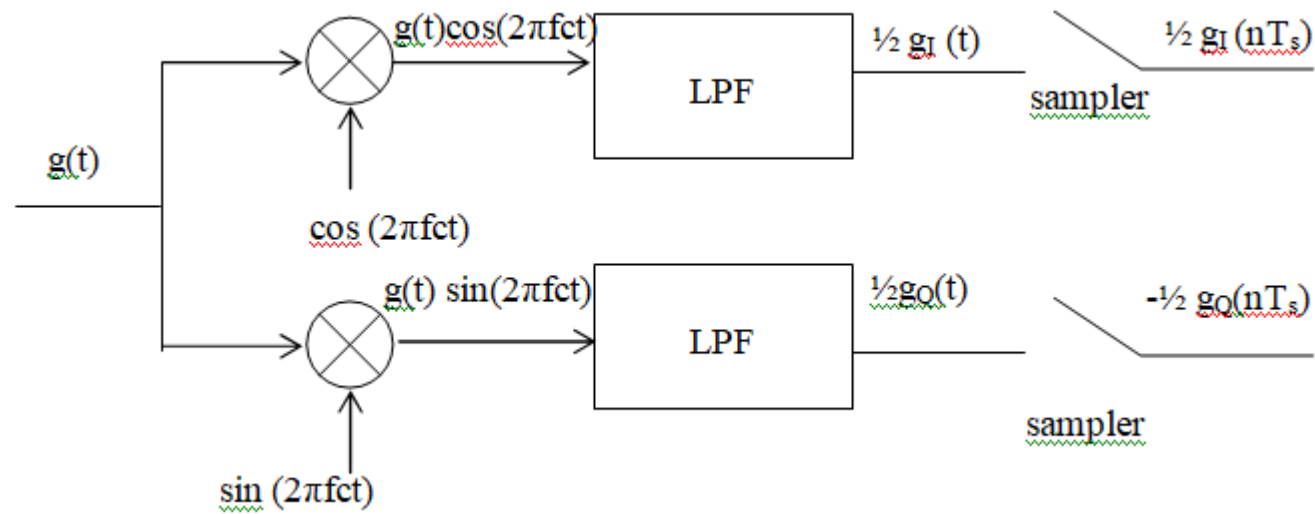 g(t)cos(2πfct)
½ gI (t)
½ gI (nTs)
LPF
sampler
g(t)
cos (2πfct)
g(t) sin(2πfct)
½gQ(t)
-½ gQ(nTs)
LPF
sampler
sin (2πfct)